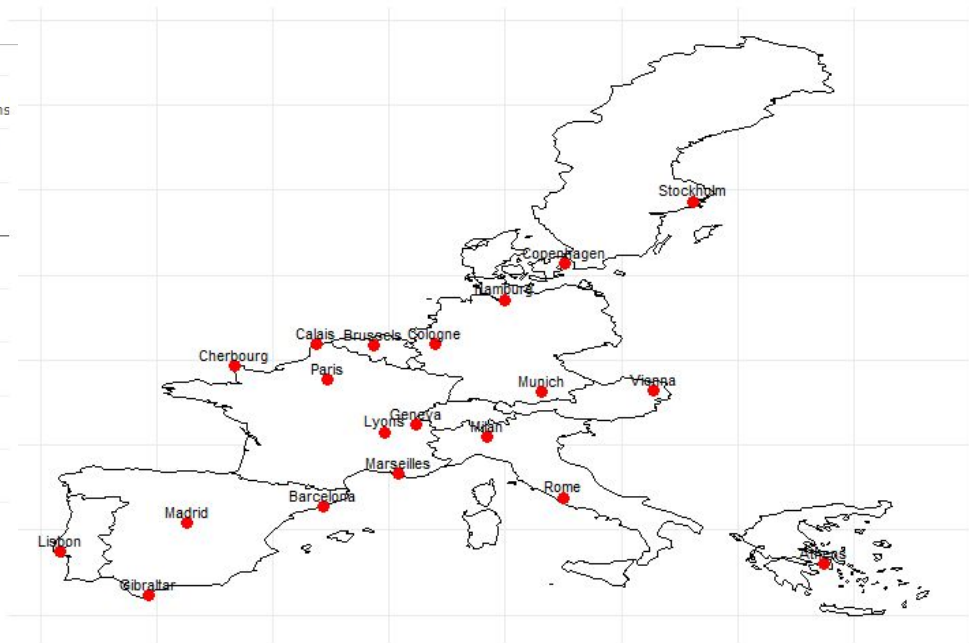 ns
Stockholm
Copenhagen
Hamburg
Calais
Brussels
Cologne
Cherbourg
Paris
Munich
Vienna
Geneva
Lyons
Milan
Marseilles
Rome
Barcelona
Madrid
Lisbon
Athens
Gibraltar